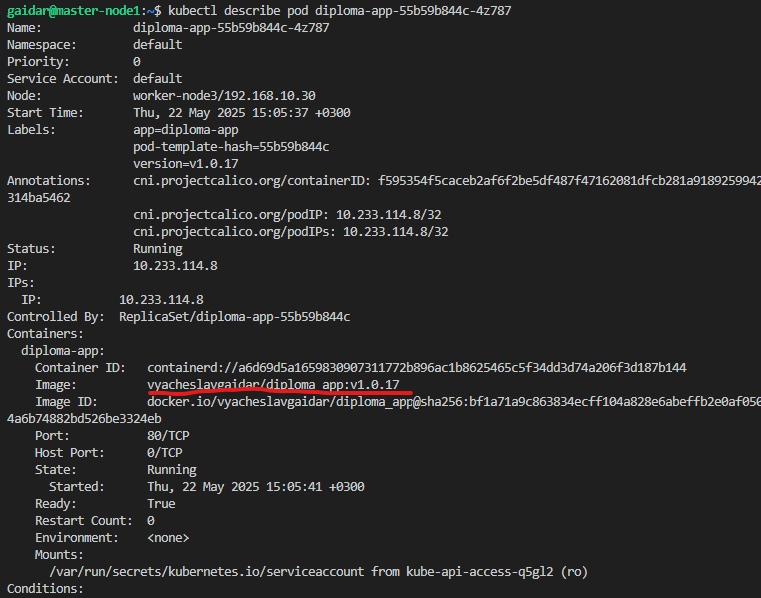 gaidar@master-node1:~$ kubectl describe pod diploma-app-55b59b844c-4z787
Name:             diploma-app-55b59b844c-4z787
Namespace:        default
Priority:         0
Service Account:  default
Node:             worker-node3/192.168.10.30
Start Time:       Thu, 22 May 2025 15:05:37 +0300
Labels:           app=diploma-app
                  pod-template-hash=55b59b844c
                  version=v1.0.17
Annotations:      cni.projectcalico.org/containerID: f595354f5caceb2af6f2be5df487f47162081dfcb281a9189259942
314ba5462
                  cni.projectcalico.org/podIP: 10.233.114.8/32
                  cni.projectcalico.org/podIPs: 10.233.114.8/32
Status:           Running
IP:               10.233.114.8
IPs:
  IP:           10.233.114.8
Controlled By:  ReplicaSet/diploma-app-55b59b844c
Containers:
  diploma-app:
    Container ID:   containerd://a6d69d5a1659830907311772b896ac1b8625465c5f34dd3d74a206f3d187b144
    Image:          vyacheslavgaidar/diploma_app:v1.0.17
    Image ID:       docker.io/vyacheslavgaidar/diploma_app@sha256:bf1a71a9c863834ecff104a828e6abeffb2e0af050
4a6b74882bd526be3324eb
    Port:           80/TCP
    Host Port:      0/TCP
    State:          Running
      Started:      Thu, 22 May 2025 15:05:41 +0300
    Ready:          True
    Restart Count:  0
    Environment:    <none>
    Mounts:
      /var/run/secrets/kubernetes.io/serviceaccount from kube-api-access-q5gl2 (ro)
Conditions: